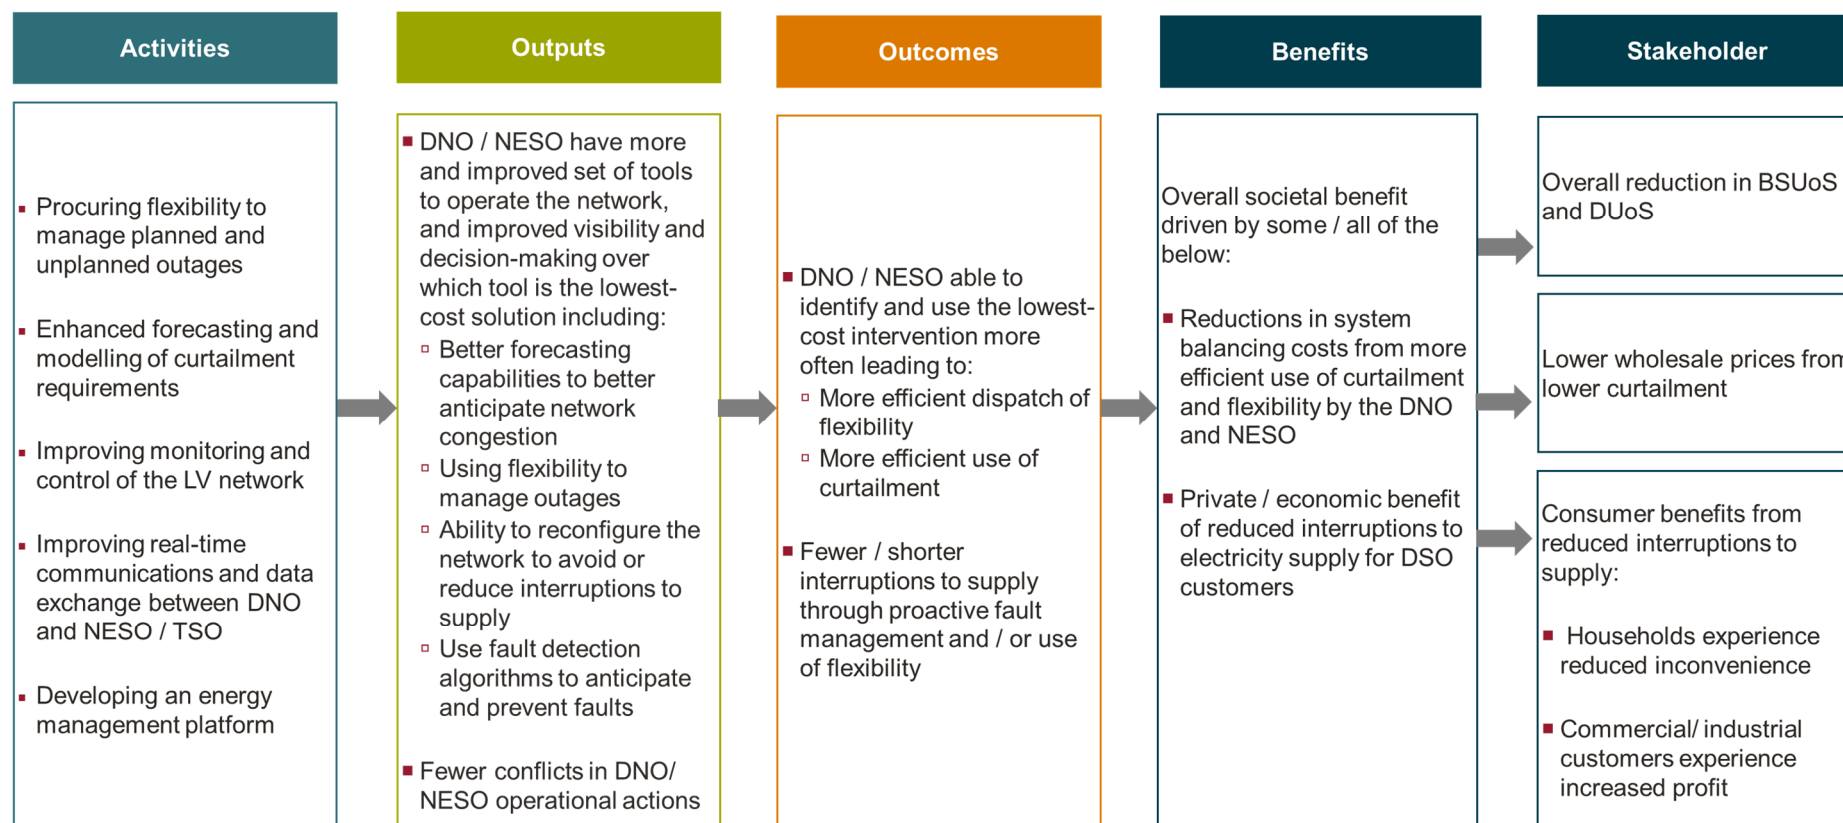 Activities
Outputs
Outcomes
Benefits
Stakeholder
▪ Procuring flexibility to
manage planned and
unplanned outages
▪ Enhanced forecasting and
modelling of curtailment
requirements
▪ Improving monitoring and
control of the LV network
▪ Improving real-time
communications and data
exchange between DNO
and NESO / TSO
▪ Developing an energy
management platform
▪ DNO / NESO have more
and improved set of tools
to operate the network,
and improved visibility and
decision-making over
which tool is the lowest-
cost solution including:
▫ Better forecasting
capabilities to better
anticipate network
congestion
▫ Using flexibility to
manage outages
▫ Ability to reconfigure the
network to avoid or
reduce interruptions to
supply
▫ Use fault detection
algorithms to anticipate
and prevent faults
▪ Fewer conflicts in DNO/
NESO operational actions
▪ DNO / NESO able to
identify and use the lowest-
cost intervention more
often leading to:
▫ More efficient dispatch of
flexibility
▫ More efficient use of
curtailment
▪ Fewer / shorter
interruptions to supply
through proactive fault
management and / or use
of flexibility
Overall societal benefit
driven by some / all of the
below:
▪ Reductions in system
balancing costs from more
efficient use of curtailment
and flexibility by the DNO
and NESO
▪ Private / economic benefit
of reduced interruptions to
electricity supply for DSO
customers
Overall reduction in BSUoS
and DUoS
Lower wholesale prices from
lower curtailment
Consumer benefits from
reduced interruptions to
supply:
▪ Households experience
reduced inconvenience
▪ Commercial/ industrial
customers experience
increased profit